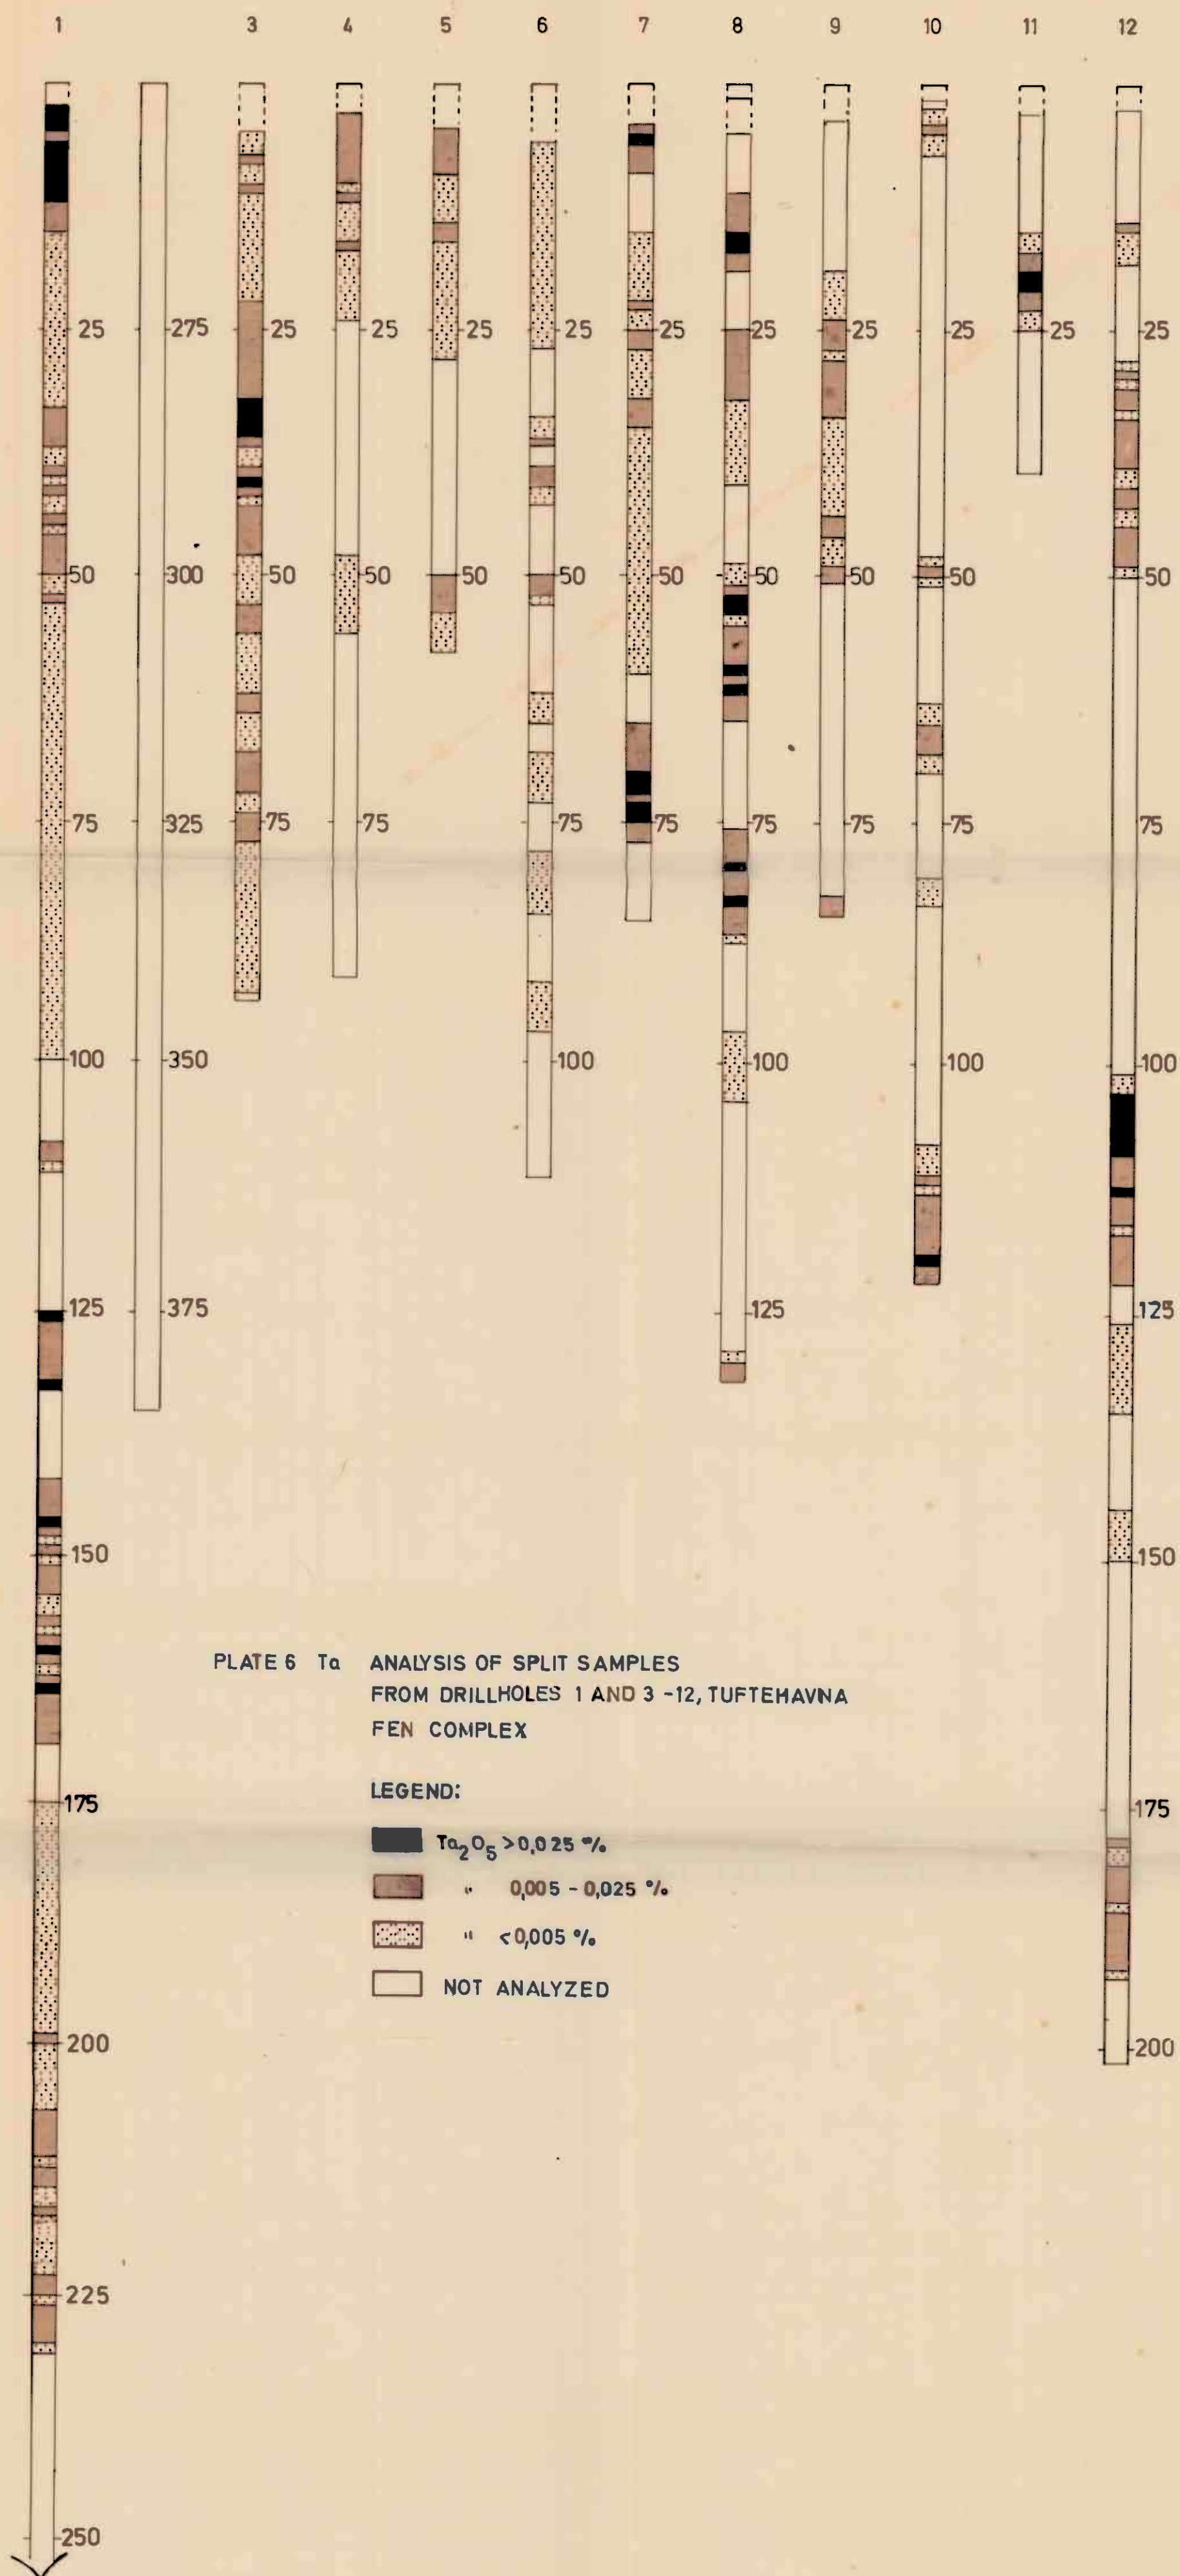 1 3 4 5 6 7 8 9 10 11 12
25 275 25 25 25 25 25 25 25 25 25 25
50 300 50 50 50 50 50 50 50 50 50
75 325 75 75 75 75 75 75 75 75
100 350 100 100 100 100
125 375 125 125
150 150
PLATE 6 Ta ANALYSIS OF SPLIT SAMPLES
FROM DRILLHOLES 1 AND 3 - 12, TUFTEHAVNA
FEN COMPLEX
LEGEND:
175 175
Ta₂O₅ >0,025 %
" 0,005 - 0,025 %
" <0,005 %
NOT ANALYZED
200 200
225
250